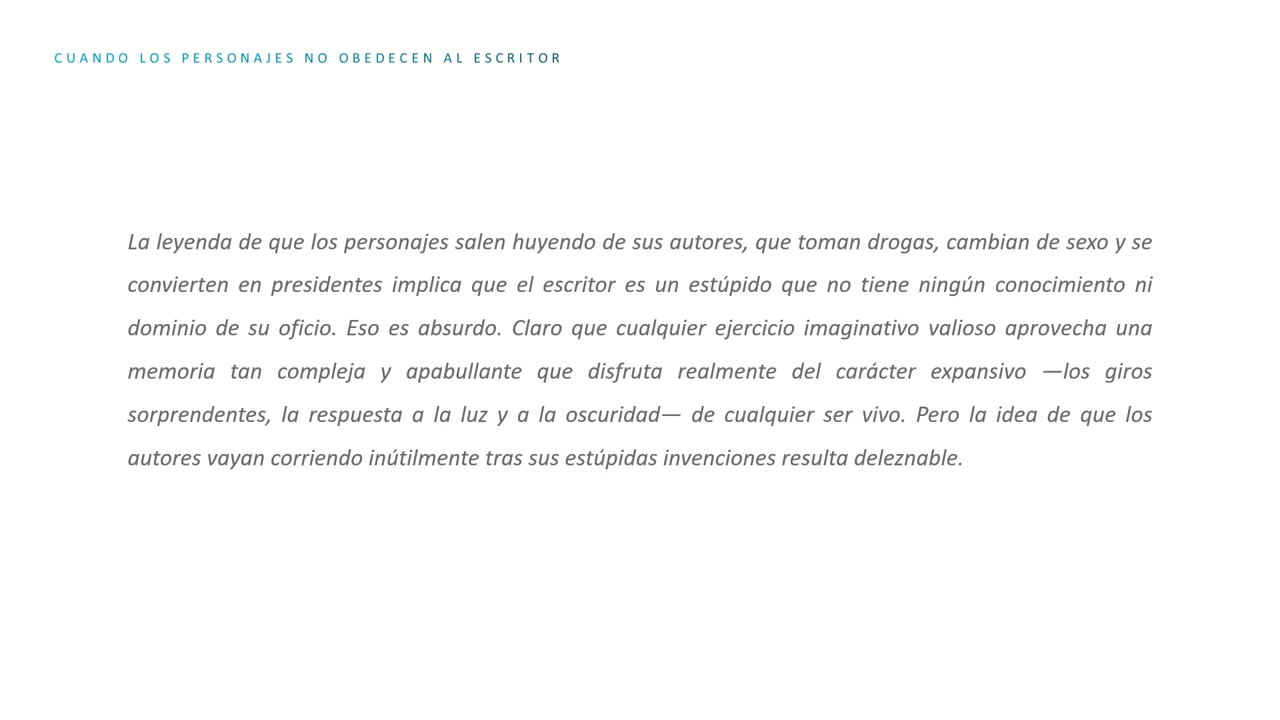 CUANDO LOS PERSONAJES NO OBEDECEN AL ESCRITOR
La leyenda de que los personajes salen huyendo de sus autores, que toman drogas, cambian de sexo y se
convierten en presidentes implica que el escritor es un estúpido que no tiene ningún conocimiento ni
dominio de su oficio. Eso es absurdo. Claro que cualquier ejercicio imaginativo valioso aprovecha una
memoria tan compleja y apabullante que disfruta realmente del carácter expansivo —los giros
sorprendentes, la respuesta a la luz y a la oscuridad— de cualquier ser vivo. Pero la idea de que los
autores vayan corriendo inútilmente tras sus estúpidas invenciones resulta deleznable.